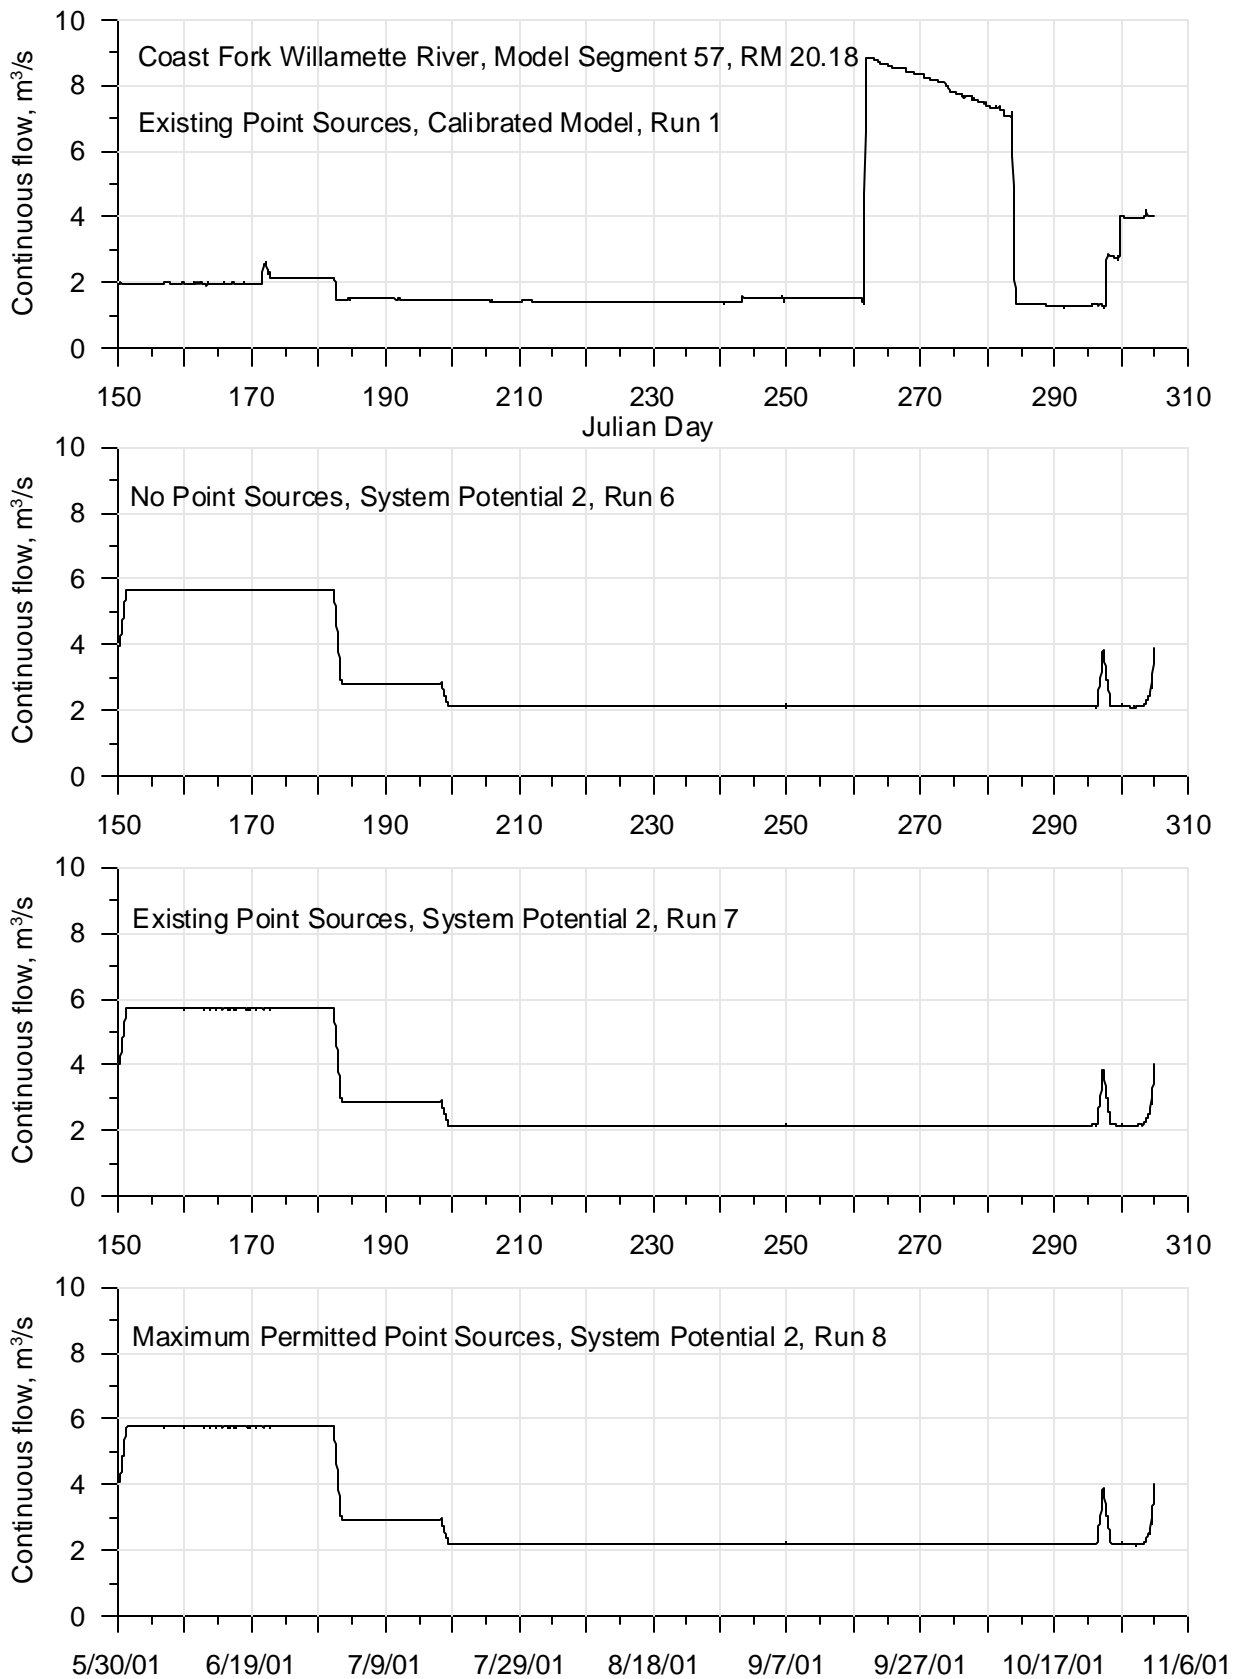 Coast Fork Willamette River, Model Segment 57, RM 20.18
Existing Point Sources, Calibrated Model, Run 1
Continuous flow, m³/s
10
8
6
4
2
0
150 170 190 210 230 250 270 290 310
Julian Day
No Point Sources, System Potential 2, Run 6
Continuous flow, m³/s
10
8
6
4
2
0
150 170 190 210 230 250 270 290 310
Existing Point Sources, System Potential 2, Run 7
Continuous flow, m³/s
10
8
6
4
2
0
150 170 190 210 230 250 270 290 310
Maximum Permitted Point Sources, System Potential 2, Run 8
Continuous flow, m³/s
10
8
6
4
2
0
5/30/01 6/19/01 7/9/01 7/29/01 8/18/01 9/7/01 9/27/01 10/17/01 11/6/01